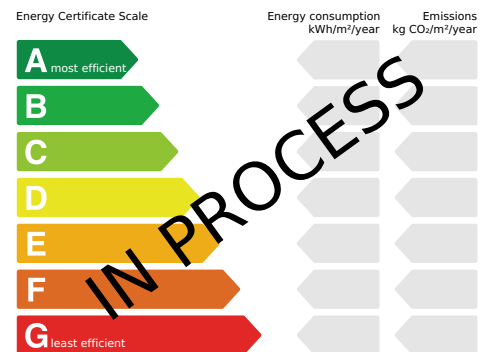 Energy Certificate Scale
Energy consumption
kWh/m²/year
Emissions
kg CO₂/m²/year
A most efficient
B
C
D
E
F
G least efficient
IN PROCESS